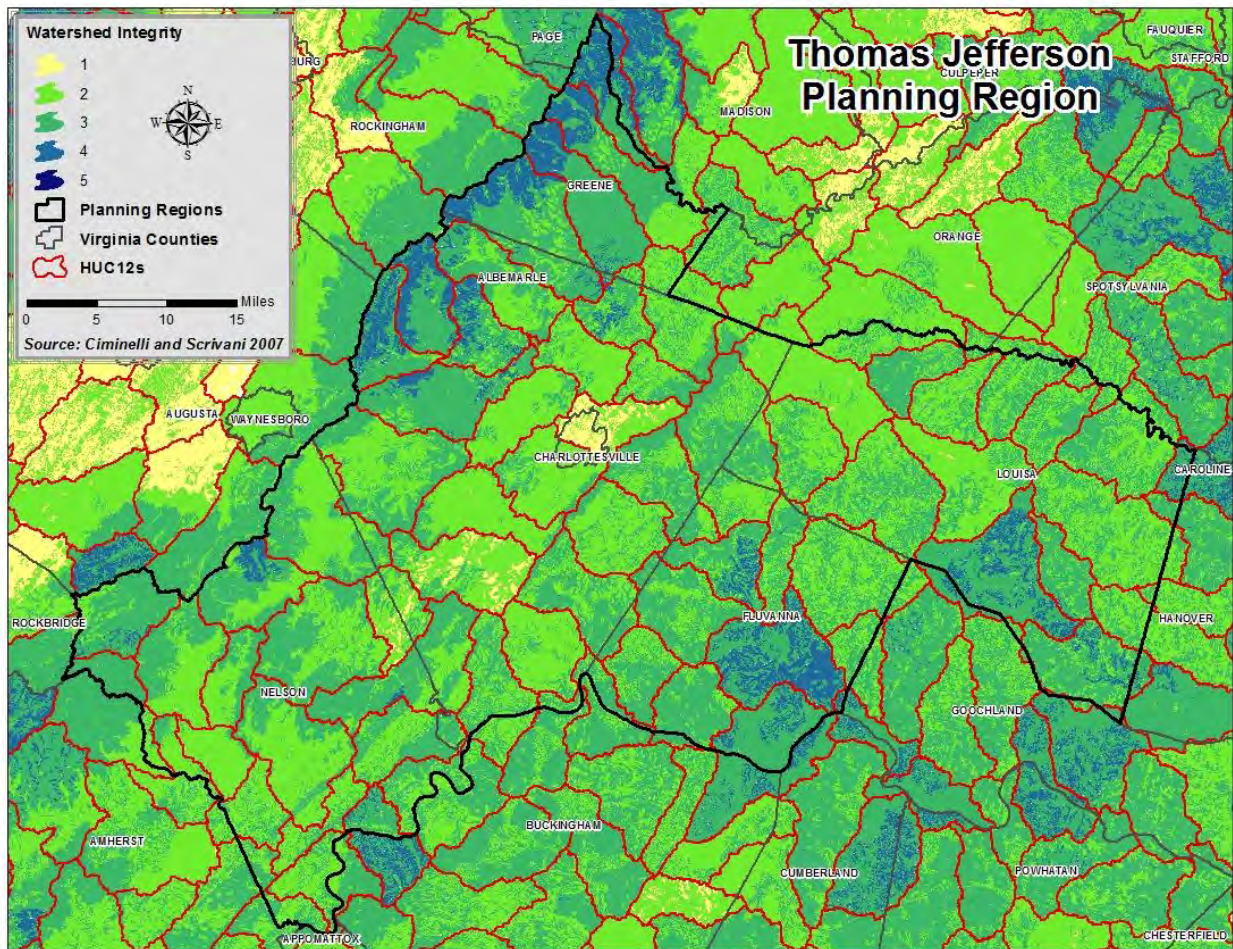 Thomas Jefferson
Planning Region
Watershed Integrity
1
2
3
4
5
N
W E
S
Planning Regions
Virginia Counties
HUC12s
Miles
0 5 10 15
Source: Ciminelli and Scrivani 2007
PAGE
FAUQUIER
STAFFORD
BURG
CULPEPER
MADISON
ROCKINGHAM
GREENE
ORANGE
ALBEMARLE
SPOTSYLVANIA
AUGUSTA
WAYNESBORO
CHARLOTTESVILLE
LOUISA
CAROLINE
ROCKBRIDGE
FLUVANNA
HANOVER
NELSON
GOOCHLAND
BUCKINGHAM
AMHERST
CUMBERLAND
POWHATAN
APPOMATTOX
CHESTERFIELD